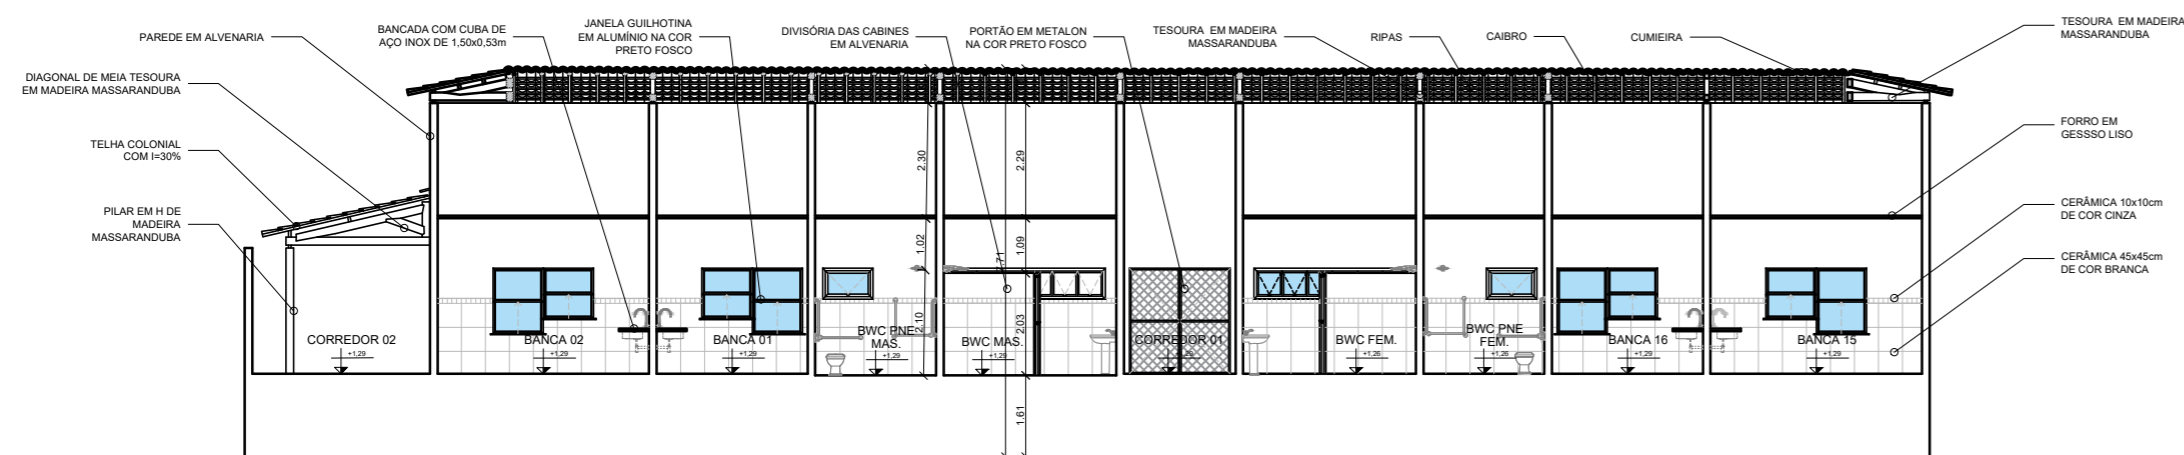 PAREDE EM ALVENARIA
BANCADA COM CUBA DE
AÇO INOX DE 1,50x0,53m
JANELA GUILHOTINA
EM ALUMÍNIO NA COR
PRETO FOSCO
DIVISÓRIA DAS CABINES
EM ALVENARIA
PORTÃO EM METALON
NA COR PRETO FOSCO
TESOURA EM MADEIRA
MASSARANDUBA
RIPAS
CAIBRO
CUMIEIRA
TESOURA EM MADEIRA
MASSARANDUBA
DIAGONAL DE MEIA TESOURA
EM MADEIRA MASSARANDUBA
TELHA COLONIAL
COM I=30%
PILAR EM H DE
MADEIRA
MASSARANDUBA
FORRO EM
GESSSO LISO
CERÂMICA 10x10cm
DE COR CINZA
CERÂMICA 45x45cm
DE COR BRANCA
2.30
2.29
1.02
1.09
2.10
2.03
1.61
CORREDOR 02
+1,29
BANCA 02
+1,29
BANCA 01
+1,29
BWC PNE
MAS.
+1,29
BWC MAS.
+1,29
CORREDOR 01
BWC FEM.
+1,26
BWC PNE
FEM.
+1,26
BANCA 16
+1,29
BANCA 15
+1,29